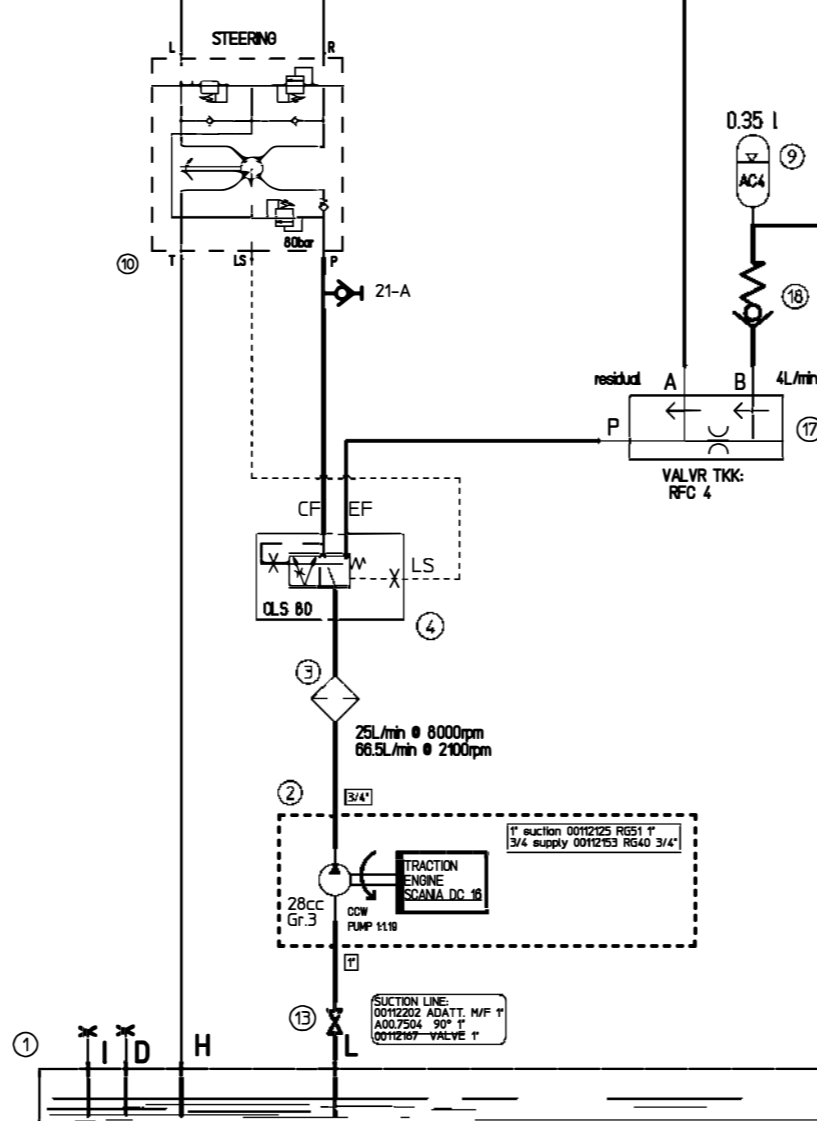 L
STEERING
R
0.35 l
9
AC4
80bar
10
T
LS
P
21-A
18
residual
A
B
4L/min
P
17
VALVR TKK:
RFC 4
CF
EF
LS
OLS 80
4
3
25L/min @ 8000rpm
66.5L/min @ 2100rpm
2
3/4"
1" suction 00112125 RG51 1"
3/4 supply 00112153 RG40 3/4"
TRACTION
ENGINE
SCANIA DC 16
28cc
Gr.3
CCW
PUMP 1:1.19
1"
13
SUCTION LINE:
00112202 ADATT. M/F 1"
A00.7504 90° 1"
00112167 VALVE 1"
1
I
D
H
L